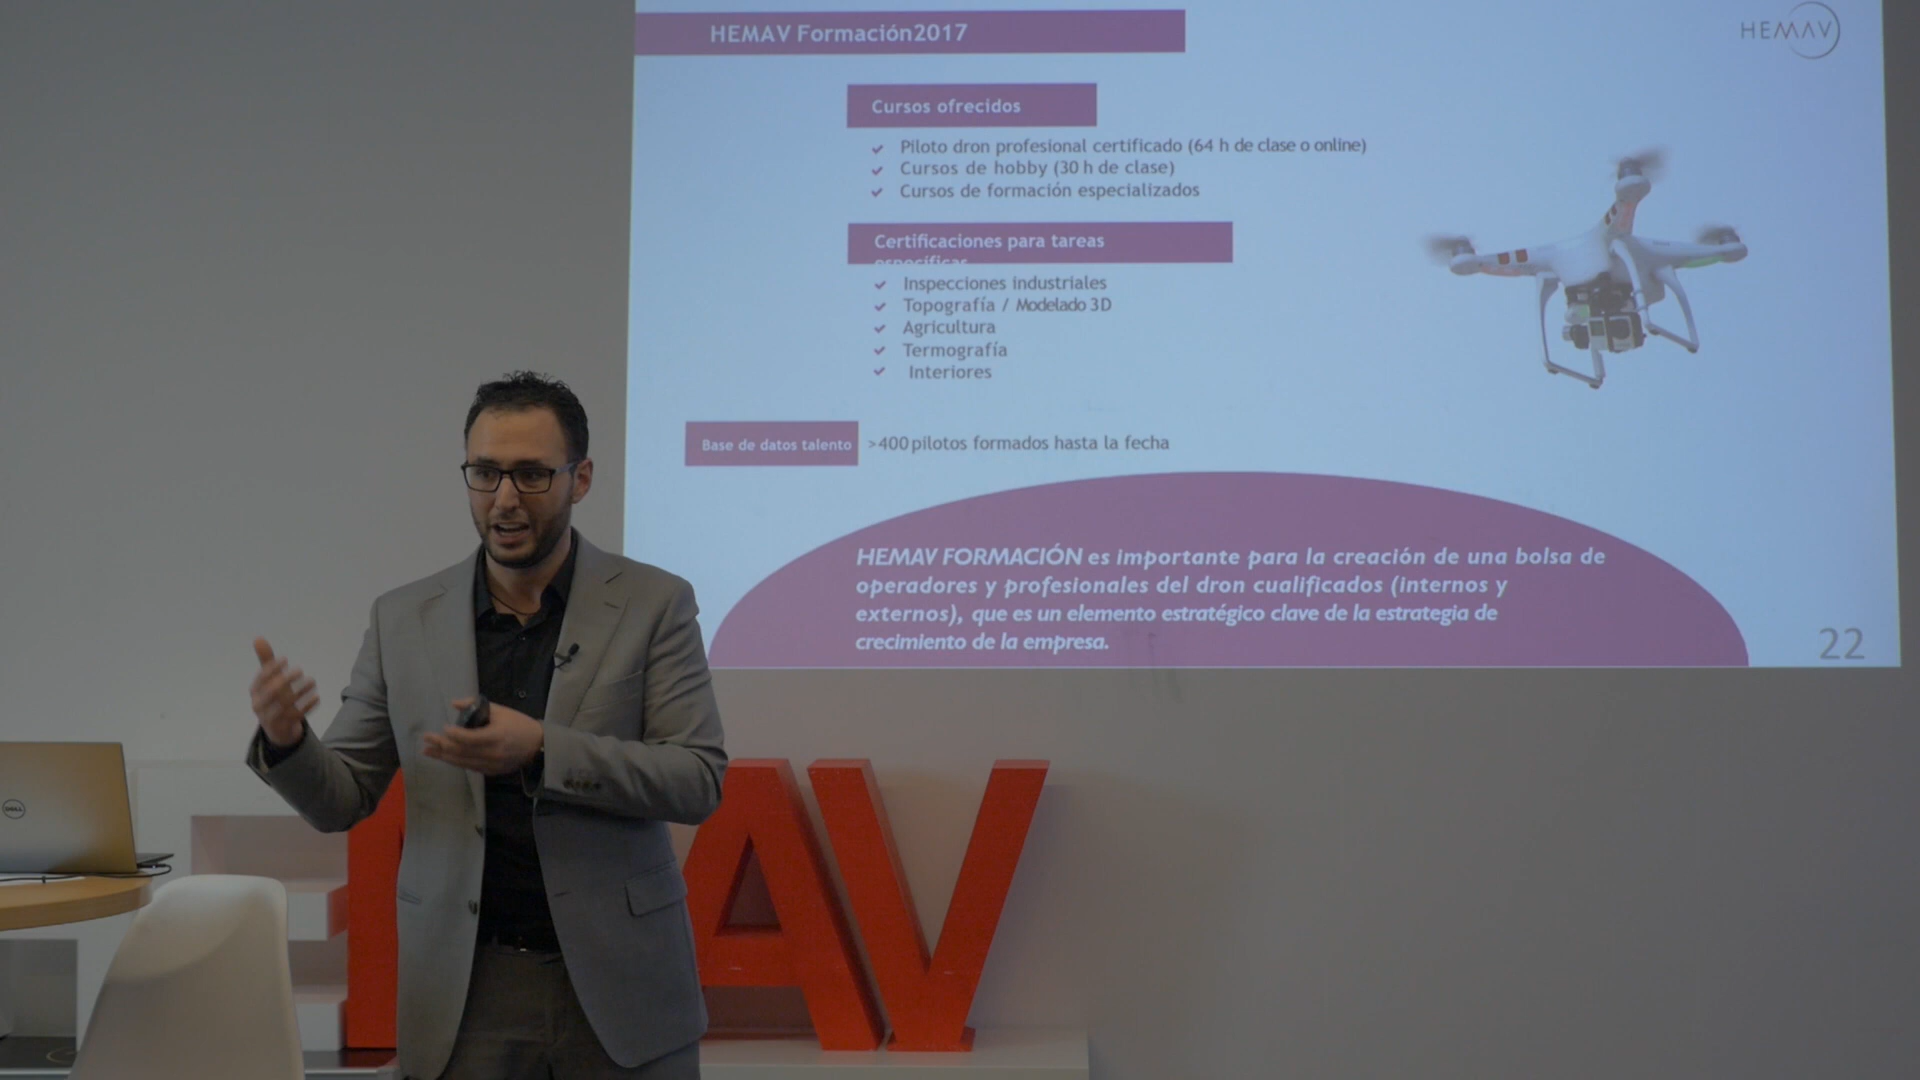 HEMAV Formación2017
HEMAV
Cursos ofrecidos
Piloto dron profesional certificado (64 h de clase o online)
Cursos de hobby (30 h de clase)
Cursos de formación especializados
Certificaciones para tareas
específicas
Inspecciones industriales
Topografía / Modelado 3D
Agricultura
Termografía
Interiores
Base de datos talento
>400 pilotos formados hasta la fecha
HEMAV FORMACIÓN es importante para la creación de una bolsa de
operadores y profesionales del dron cualificados (internos y
externos), que es un elemento estratégico clave de la estrategia de
crecimiento de la empresa.
22
DELL
AV